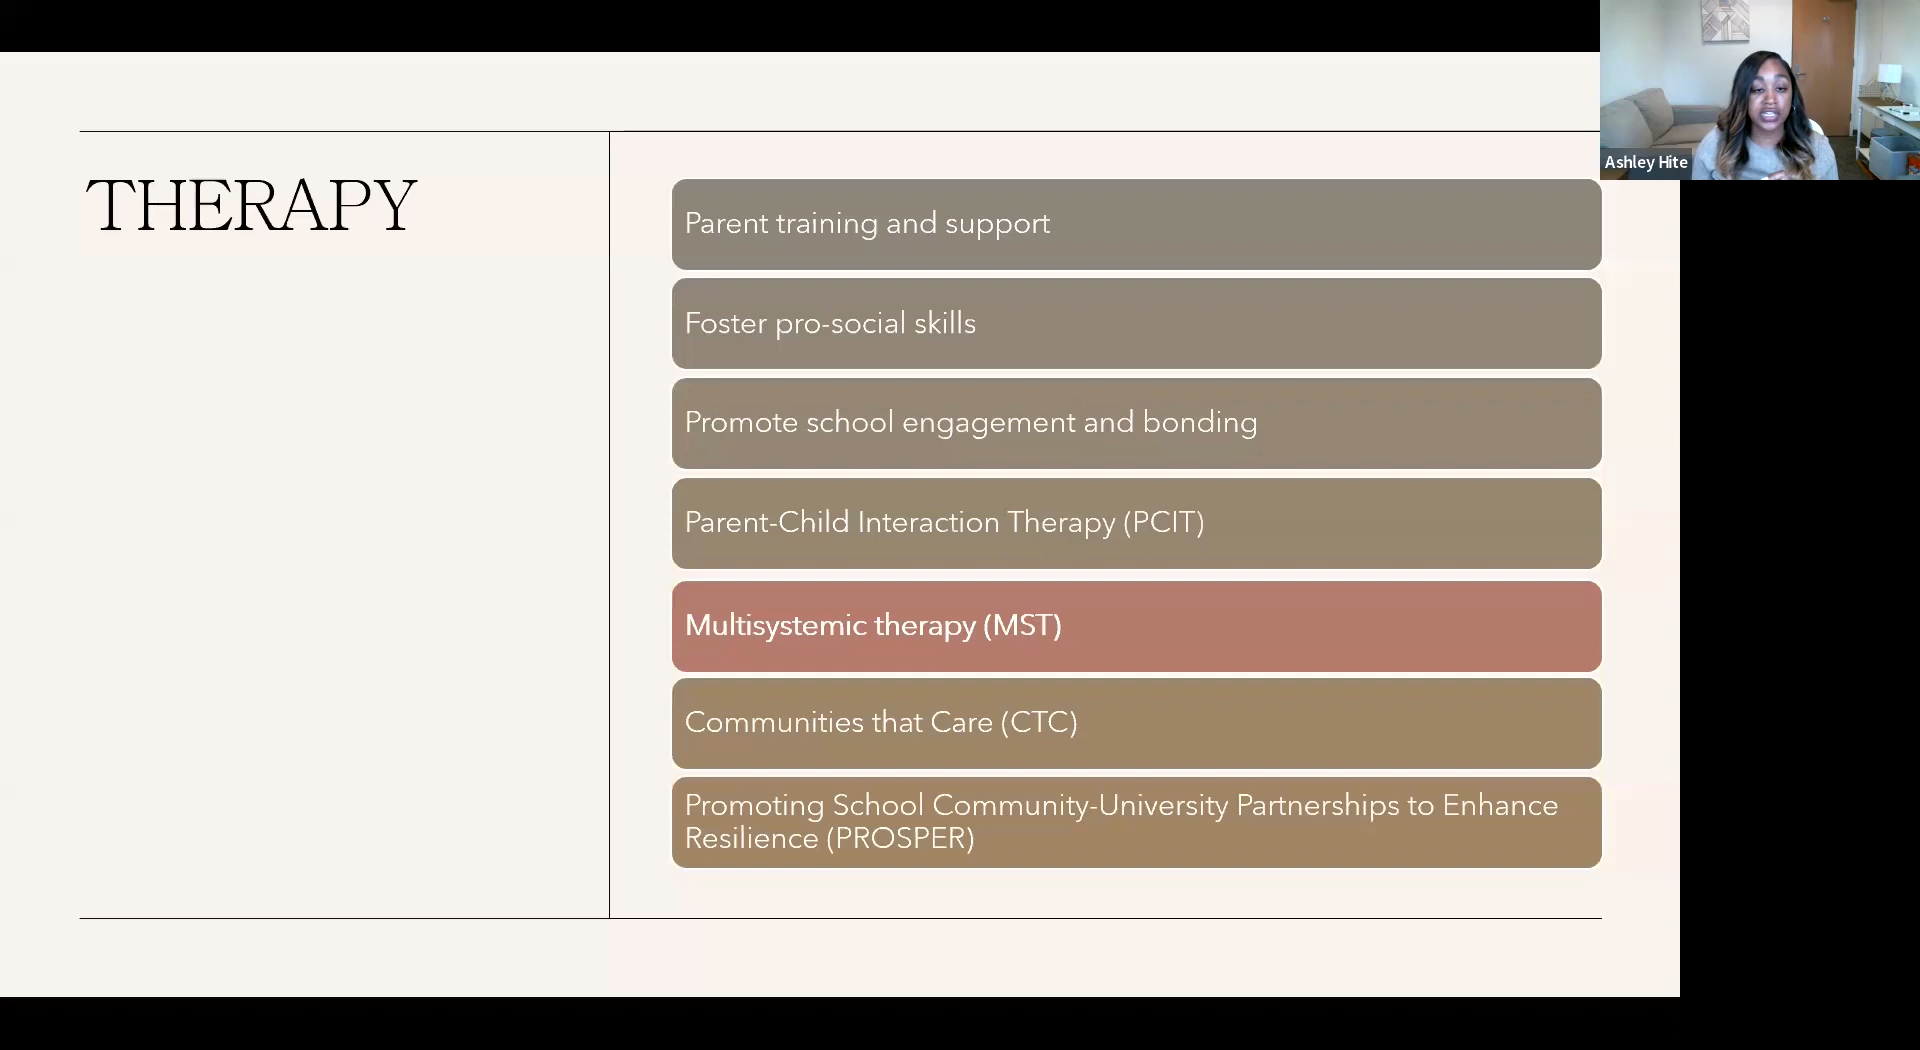 THERAPY
Parent training and support
Foster pro-social skills
Promote school engagement and bonding
Parent-Child Interaction Therapy (PCIT)
Multisystemic therapy (MST)
Communities that Care (CTC)
Promoting School Community-University Partnerships to Enhance
Resilience (PROSPER)
Ashley Hite